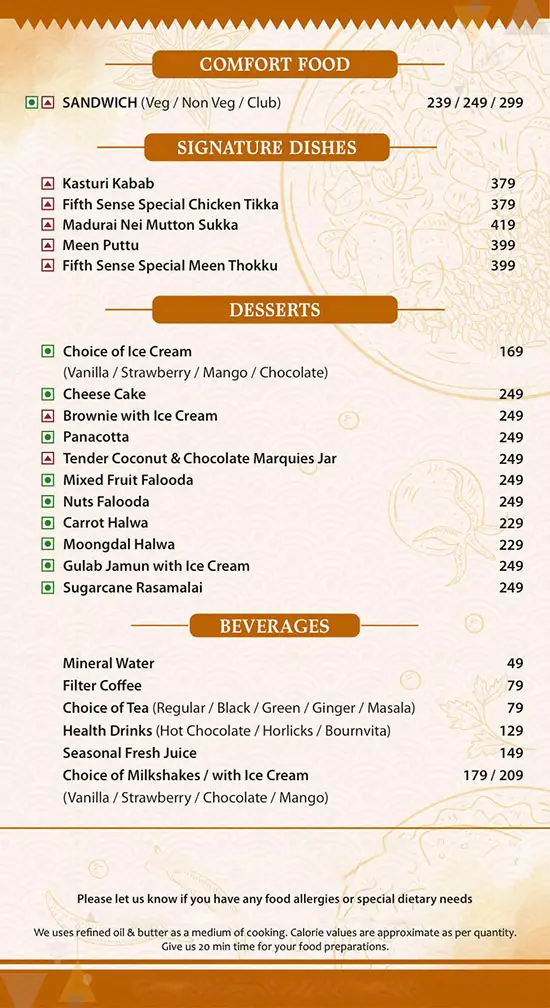 COMFORT FOOD
SANDWICH (Veg / Non Veg / Club) 239 / 249 / 299
SIGNATURE DISHES
Kasturi Kabab 379
Fifth Sense Special Chicken Tikka 379
Madurai Nei Mutton Sukka 419
Meen Puttu 399
Fifth Sense Special Meen Thokku 399
DESSERTS
Choice of Ice Cream 169
(Vanilla / Strawberry / Mango / Chocolate)
Cheese Cake 249
Brownie with Ice Cream 249
Panacotta 249
Tender Coconut & Chocolate Marquies Jar 249
Mixed Fruit Falooda 249
Nuts Falooda 249
Carrot Halwa 229
Moongdal Halwa 229
Gulab Jamun with Ice Cream 249
Sugarcane Rasamalai 249
BEVERAGES
Mineral Water 49
Filter Coffee 79
Choice of Tea (Regular / Black / Green / Ginger / Masala) 79
Health Drinks (Hot Chocolate / Horlicks / Bournvita) 129
Seasonal Fresh Juice 149
Choice of Milkshakes / with Ice Cream 179 / 209
(Vanilla / Strawberry / Chocolate / Mango)
Please let us know if you have any food allergies or special dietary needs
We uses refined oil & butter as a medium of cooking. Calorie values are approximate as per quantity.
Give us 20 min time for your food preparations.